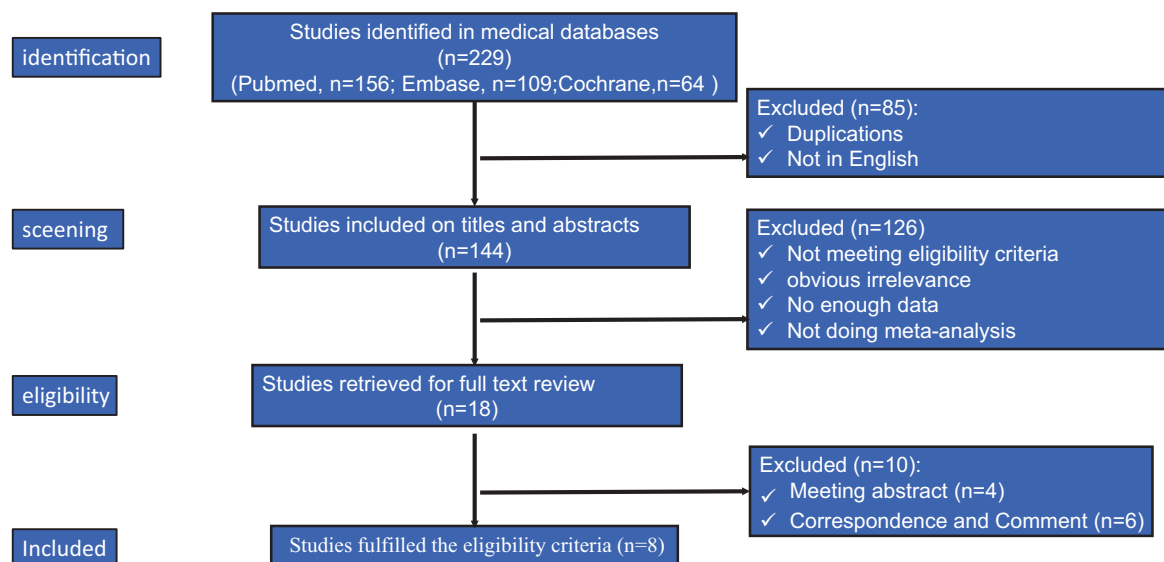 identification
Studies identified in medical databases
(n=229)
(Pubmed, n=156; Embase, n=109;Cochrane,n=64 )
Excluded (n=85):
✓ Duplications
✓ Not in English
sceening
Studies included on titles and abstracts
(n=144)
Excluded (n=126)
✓ Not meeting eligibility criteria
✓ obvious irrelevance
✓ No enough data
✓ Not doing meta-analysis
eligibility
Studies retrieved for full text review
(n=18)
Excluded (n=10):
✓ Meeting abstract (n=4)
✓ Correspondence and Comment (n=6)
Included
Studies fulfilled the eligibility criteria (n=8)